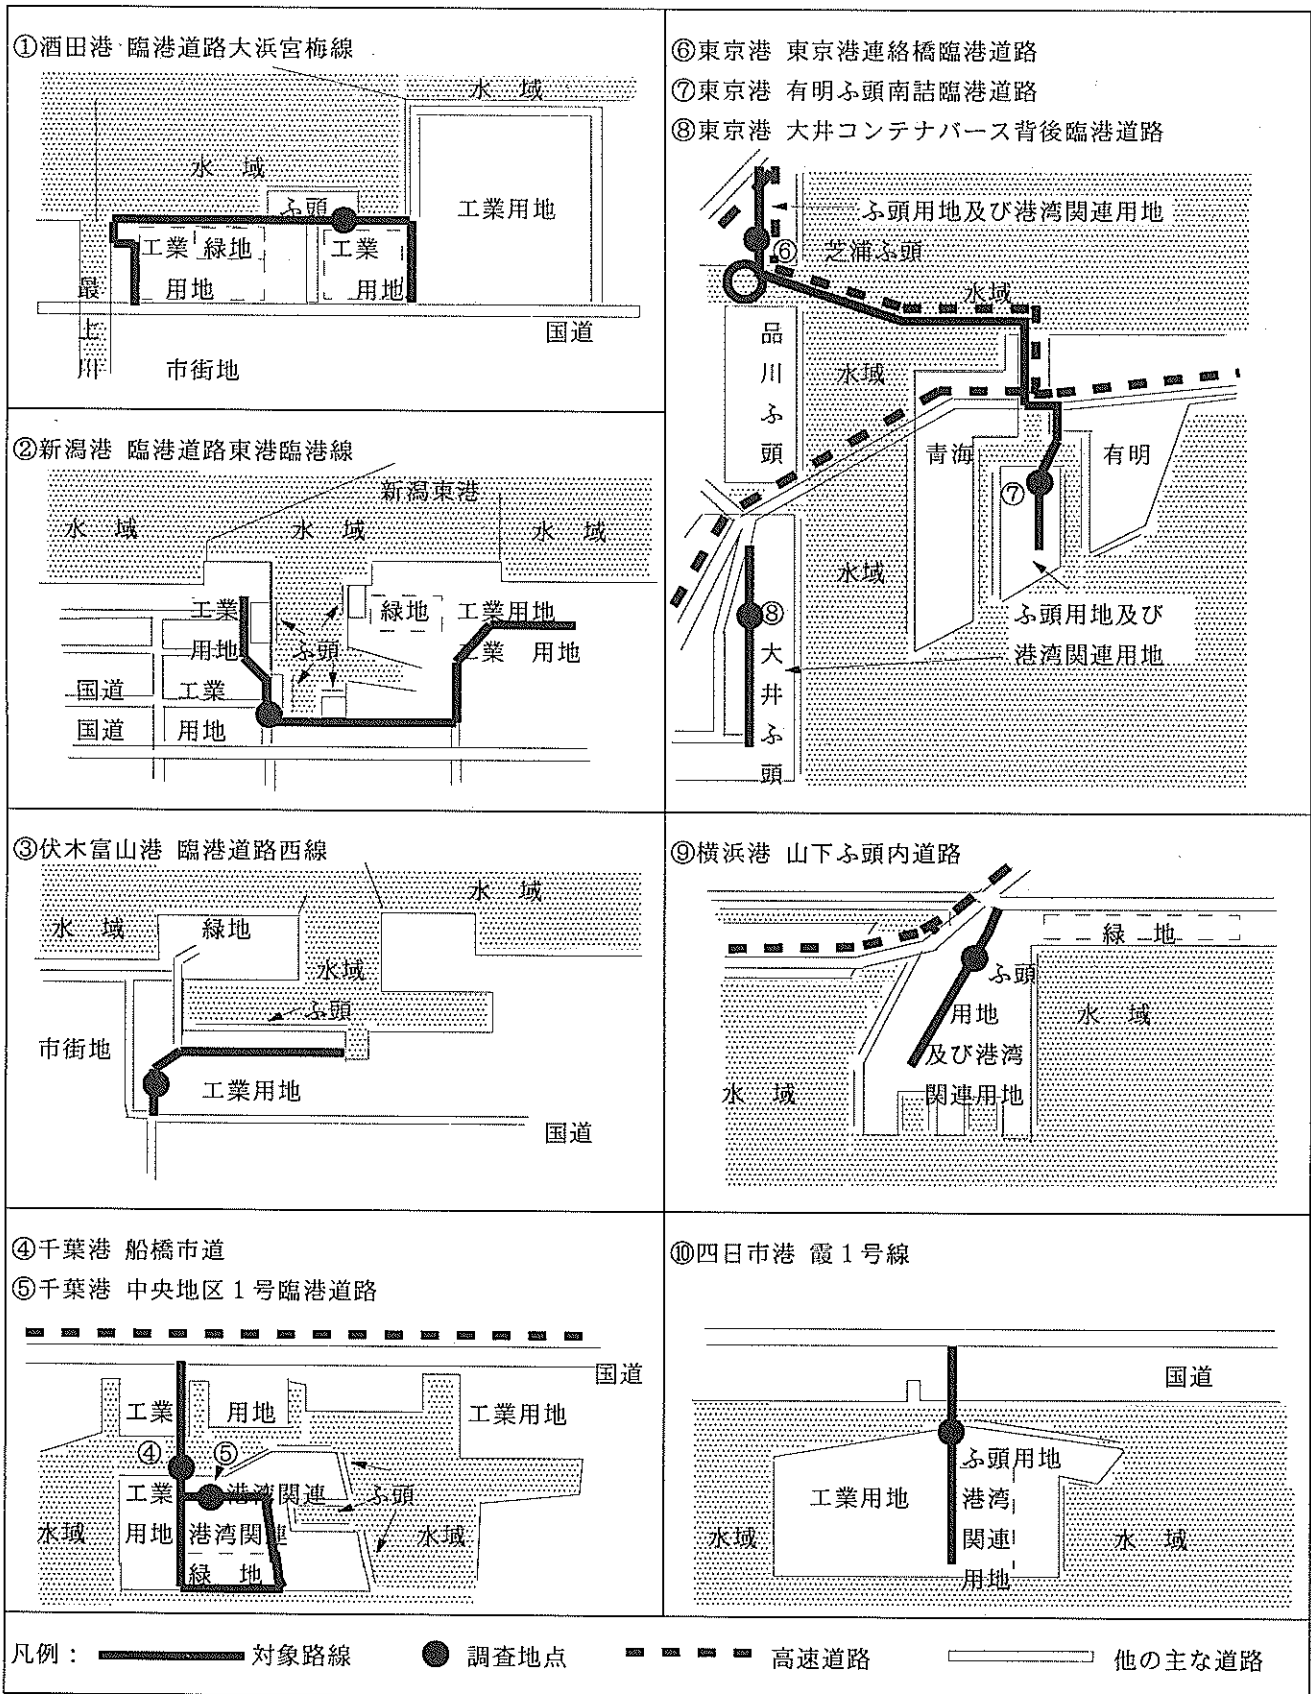 ①酒田港 臨港道路大浜宮梅線
水 域
水 域
ふ頭
工業用地
工業
緑地
工業
用地
用地
最上川
国道
市街地
②新潟港 臨港道路東港臨港線
新潟東港
水 域
水 域
水 域
工業
緑地
工業用地
用地
ふ頭
工業 用地
国道
工業
国道
用地
③伏木富山港 臨港道路西線
水 域
水 域
緑地
水域
ふ頭
市街地
工業用地
国道
④千葉港 船橋市道
⑤千葉港 中央地区1号臨港道路
国道
工業
用地
工業用地
④
⑤
工業
港湾関連
ふ頭
水域
用地
港湾関連
水域
緑 地
⑥東京港 東京港連絡橋臨港道路
⑦東京港 有明ふ頭南詰臨港道路
⑧東京港 大井コンテナバース背後臨港道路
ふ頭用地及び港湾関連用地
⑥
芝浦ふ頭
水域
品川ふ頭
水域
青海
有明
⑦
水域
⑧
大井ふ頭
ふ頭用地及び
港湾関連用地
⑨横浜港 山下ふ頭内道路
緑 地
ふ頭
用地
水 域
及び港湾
水 域
関連用地
⑩四日市港 霞1号線
国道
ふ頭用地
工業用地
港湾
水域
関連
水 域
用地
凡例:
対象路線
調査地点
高速道路
他の主な道路